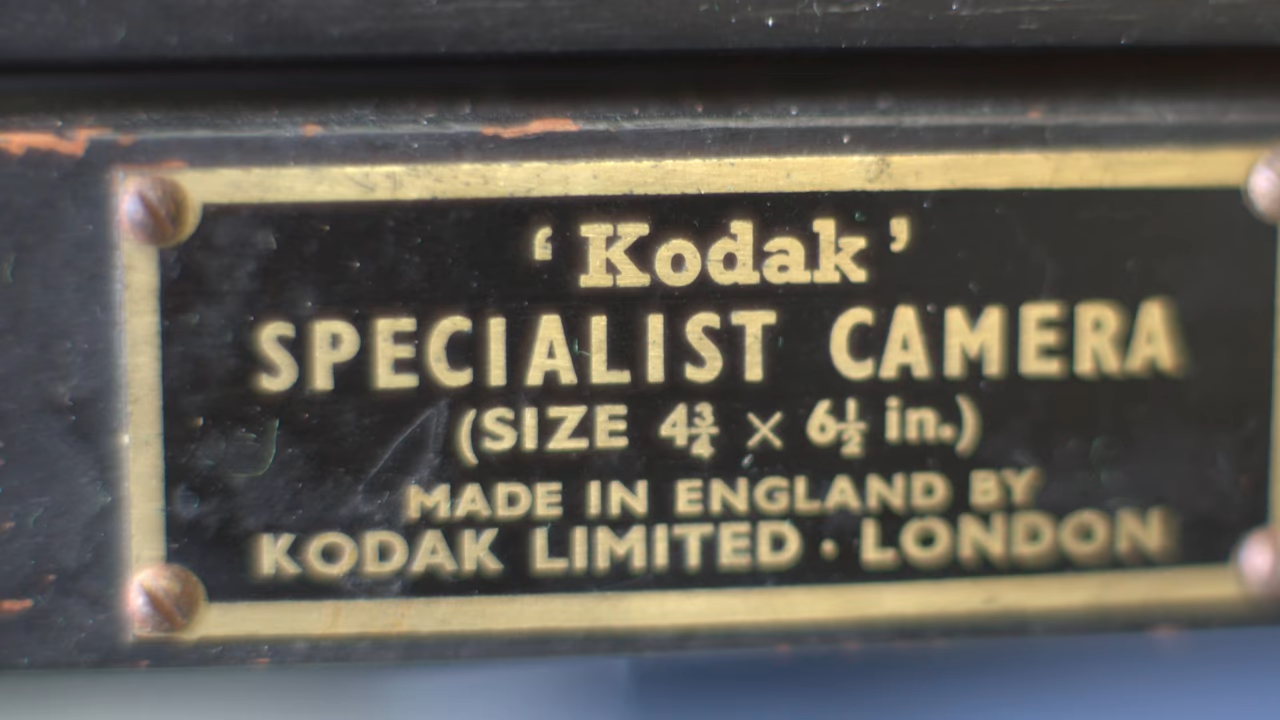 ‘Kodak’
SPECIALIST CAMERA
(SIZE 4¾ × 6½ in.)
MADE IN ENGLAND BY
KODAK LIMITED · LONDON